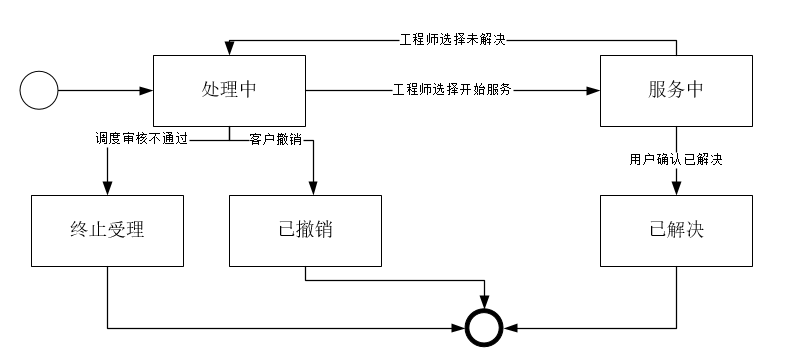 工程师选择未解决
处理中
工程师选择开始服务
服务中
调度审核不通过
客户撤销
用户确认已解决
终止受理
已撤销
已解决